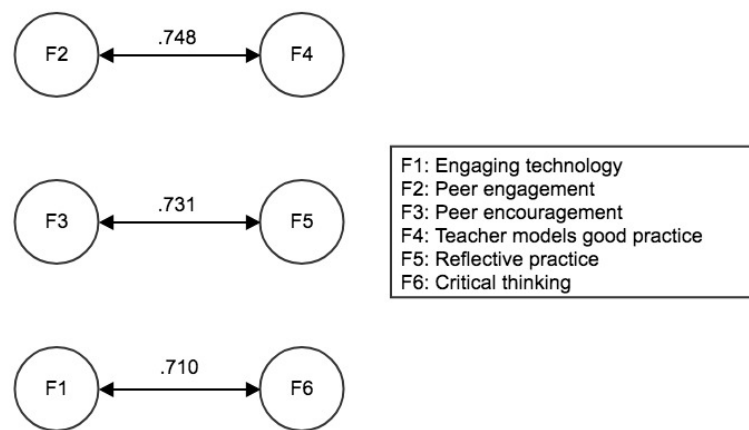 .748
F2
F4
.731
F3
F5
.710
F1
F6
F1: Engaging technology
F2: Peer engagement
F3: Peer encouragement
F4: Teacher models good practice
F5: Reflective practice
F6: Critical thinking